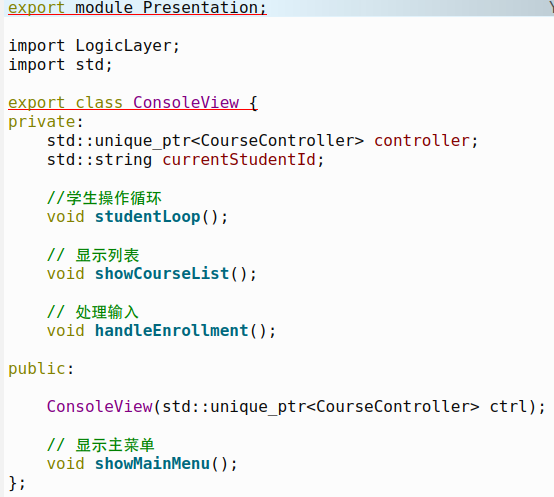 export module Presentation;
import LogicLayer;
import std;
export class ConsoleView {
private:
std::unique_ptr<CourseController> controller;
std::string currentStudentId;
//学生操作循环
void studentLoop();
// 显示列表
void showCourseList();
// 处理输入
void handleEnrollment();
public:
ConsoleView(std::unique_ptr<CourseController> ctrl);
// 显示主菜单
void showMainMenu();
};